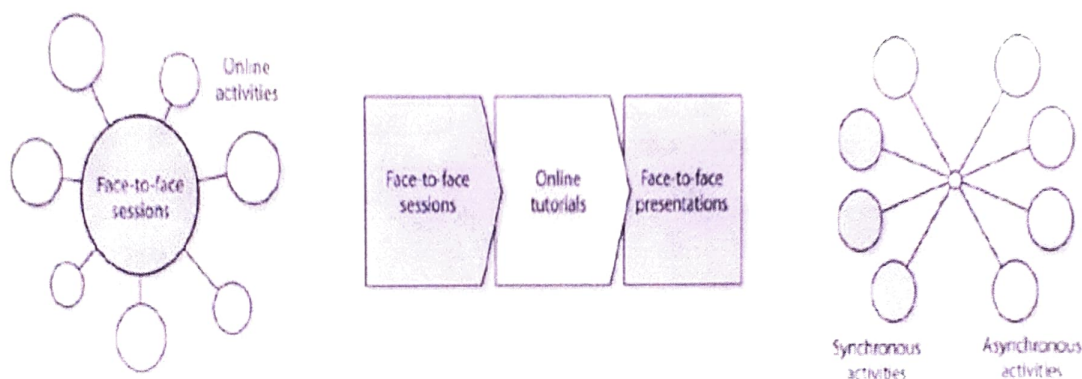 Online
activities
Face-to-face
sessions
Face-to-face
sessions
Online
tutorials
Face-to-face
presentations
Synchronous
activities
Asynchronous
activities